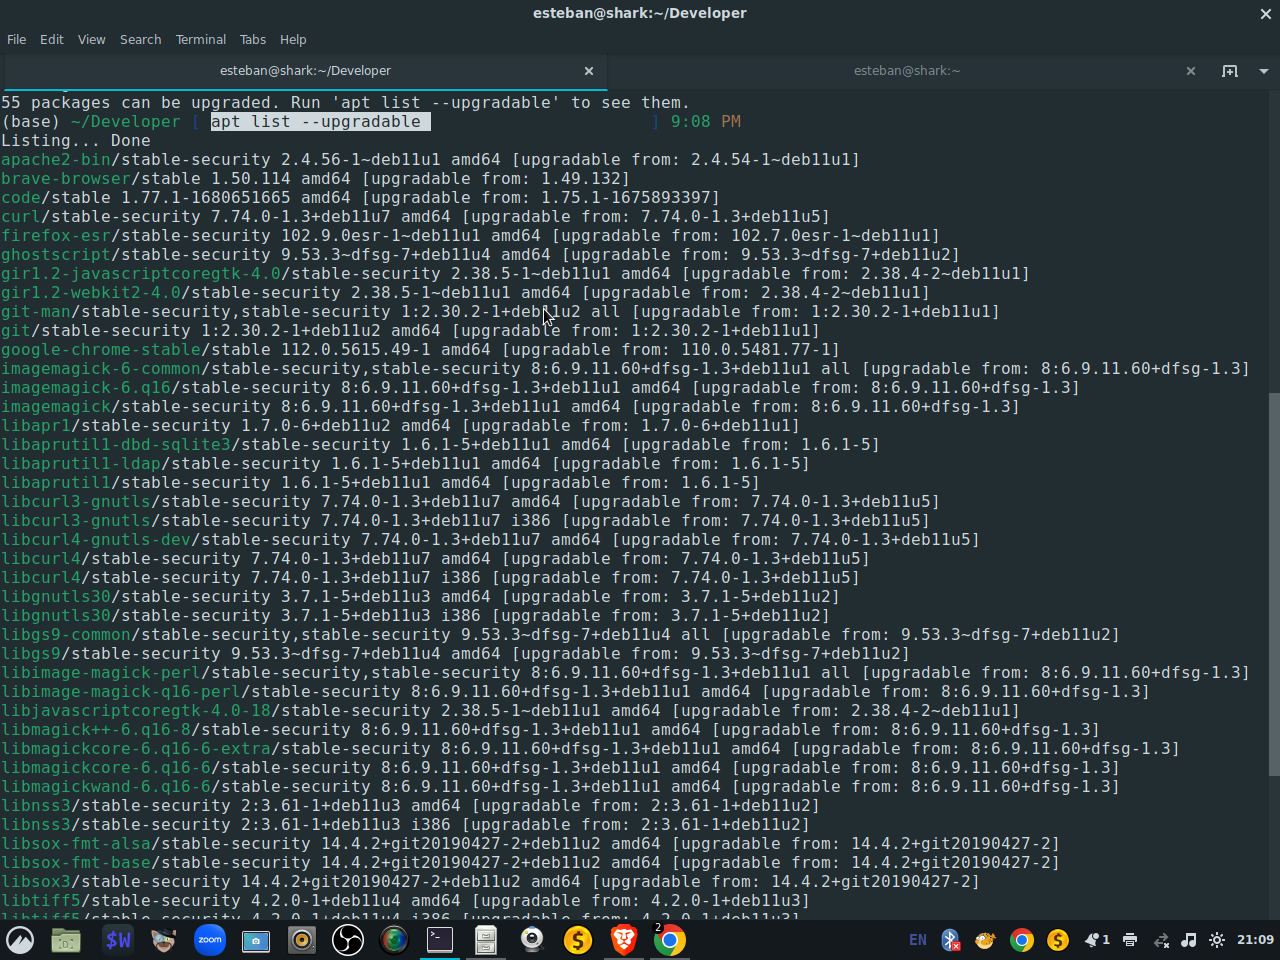 esteban@shark:~/Developer
File Edit View Search Terminal Tabs Help
esteban@shark:~/Developer esteban@shark:~
55 packages can be upgraded. Run 'apt list --upgradable' to see them.
(base) ~/Developer [ apt list --upgradable ] 9:08 PM
Listing... Done
apache2-bin/stable-security 2.4.56-1~deb11u1 amd64 [upgradable from: 2.4.54-1~deb11u1]
brave-browser/stable 1.50.114 amd64 [upgradable from: 1.49.132]
code/stable 1.77.1-1680651665 amd64 [upgradable from: 1.75.1-1675893397]
curl/stable-security 7.74.0-1.3+deb11u7 amd64 [upgradable from: 7.74.0-1.3+deb11u5]
firefox-esr/stable-security 102.9.0esr-1~deb11u1 amd64 [upgradable from: 102.7.0esr-1~deb11u1]
ghostscript/stable-security 9.53.3~dfsg-7+deb11u4 amd64 [upgradable from: 9.53.3~dfsg-7+deb11u2]
gir1.2-javascriptcoregtk-4.0/stable-security 2.38.5-1~deb11u1 amd64 [upgradable from: 2.38.4-2~deb11u1]
gir1.2-webkit2-4.0/stable-security 2.38.5-1~deb11u1 amd64 [upgradable from: 2.38.4-2~deb11u1]
git-man/stable-security,stable-security 1:2.30.2-1+deb11u2 all [upgradable from: 1:2.30.2-1+deb11u1]
git/stable-security 1:2.30.2-1+deb11u2 amd64 [upgradable from: 1:2.30.2-1+deb11u1]
google-chrome-stable/stable 112.0.5615.49-1 amd64 [upgradable from: 110.0.5481.77-1]
imagemagick-6-common/stable-security,stable-security 8:6.9.11.60+dfsg-1.3+deb11u1 all [upgradable from: 8:6.9.11.60+dfsg-1.3]
imagemagick-6.q16/stable-security 8:6.9.11.60+dfsg-1.3+deb11u1 amd64 [upgradable from: 8:6.9.11.60+dfsg-1.3]
imagemagick/stable-security 8:6.9.11.60+dfsg-1.3+deb11u1 amd64 [upgradable from: 8:6.9.11.60+dfsg-1.3]
libapr1/stable-security 1.7.0-6+deb11u2 amd64 [upgradable from: 1.7.0-6+deb11u1]
libaprutil1-dbd-sqlite3/stable-security 1.6.1-5+deb11u1 amd64 [upgradable from: 1.6.1-5]
libaprutil1-ldap/stable-security 1.6.1-5+deb11u1 amd64 [upgradable from: 1.6.1-5]
libaprutil1/stable-security 1.6.1-5+deb11u1 amd64 [upgradable from: 1.6.1-5]
libcurl3-gnutls/stable-security 7.74.0-1.3+deb11u7 amd64 [upgradable from: 7.74.0-1.3+deb11u5]
libcurl3-gnutls/stable-security 7.74.0-1.3+deb11u7 i386 [upgradable from: 7.74.0-1.3+deb11u5]
libcurl4-gnutls-dev/stable-security 7.74.0-1.3+deb11u7 amd64 [upgradable from: 7.74.0-1.3+deb11u5]
libcurl4/stable-security 7.74.0-1.3+deb11u7 amd64 [upgradable from: 7.74.0-1.3+deb11u5]
libcurl4/stable-security 7.74.0-1.3+deb11u7 i386 [upgradable from: 7.74.0-1.3+deb11u5]
libgnutls30/stable-security 3.7.1-5+deb11u3 amd64 [upgradable from: 3.7.1-5+deb11u2]
libgnutls30/stable-security 3.7.1-5+deb11u3 i386 [upgradable from: 3.7.1-5+deb11u2]
libgs9-common/stable-security,stable-security 9.53.3~dfsg-7+deb11u4 all [upgradable from: 9.53.3~dfsg-7+deb11u2]
libgs9/stable-security 9.53.3~dfsg-7+deb11u4 amd64 [upgradable from: 9.53.3~dfsg-7+deb11u2]
libimage-magick-perl/stable-security,stable-security 8:6.9.11.60+dfsg-1.3+deb11u1 all [upgradable from: 8:6.9.11.60+dfsg-1.3]
libimage-magick-q16-perl/stable-security 8:6.9.11.60+dfsg-1.3+deb11u1 amd64 [upgradable from: 8:6.9.11.60+dfsg-1.3]
libjavascriptcoregtk-4.0-18/stable-security 2.38.5-1~deb11u1 amd64 [upgradable from: 2.38.4-2~deb11u1]
libmagick++-6.q16-8/stable-security 8:6.9.11.60+dfsg-1.3+deb11u1 amd64 [upgradable from: 8:6.9.11.60+dfsg-1.3]
libmagickcore-6.q16-6-extra/stable-security 8:6.9.11.60+dfsg-1.3+deb11u1 amd64 [upgradable from: 8:6.9.11.60+dfsg-1.3]
libmagickcore-6.q16-6/stable-security 8:6.9.11.60+dfsg-1.3+deb11u1 amd64 [upgradable from: 8:6.9.11.60+dfsg-1.3]
libmagickwand-6.q16-6/stable-security 8:6.9.11.60+dfsg-1.3+deb11u1 amd64 [upgradable from: 8:6.9.11.60+dfsg-1.3]
libnss3/stable-security 2:3.61-1+deb11u3 amd64 [upgradable from: 2:3.61-1+deb11u2]
libnss3/stable-security 2:3.61-1+deb11u3 i386 [upgradable from: 2:3.61-1+deb11u2]
libsox-fmt-alsa/stable-security 14.4.2+git20190427-2+deb11u2 amd64 [upgradable from: 14.4.2+git20190427-2]
libsox-fmt-base/stable-security 14.4.2+git20190427-2+deb11u2 amd64 [upgradable from: 14.4.2+git20190427-2]
libsox3/stable-security 14.4.2+git20190427-2+deb11u2 amd64 [upgradable from: 14.4.2+git20190427-2]
libtiff5/stable-security 4.2.0-1+deb11u4 amd64 [upgradable from: 4.2.0-1+deb11u3]
libtiff5/stable-security 4.2.0-1+deb11u4 i386 [upgradable from: 4.2.0-1+deb11u3]
$W zoom $ 2 EN $ 1 21:09